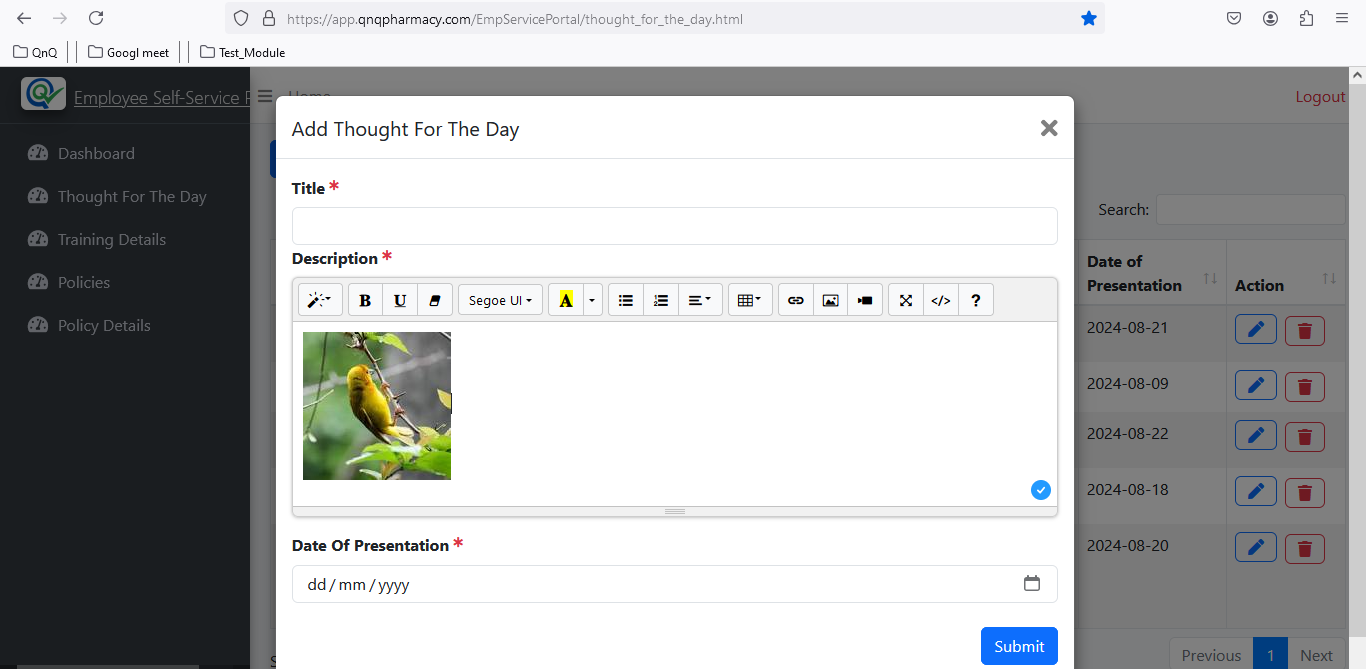 https://app.qnqpharmacy.com/EmpServicePortal/thought_for_the_day.html
QnQ
Googl meet
Test_Module
Employee Self-Service P
Home
Logout
Dashboard
Thought For The Day
Training Details
Policies
Policy Details
Add Thought For The Day
Title *
Description *
B U Segoe UI A </> ?
Date Of Presentation *
dd / mm / yyyy
Submit
Search:
Date of
Presentation
Action
2024-08-21
2024-08-09
2024-08-22
2024-08-18
2024-08-20
Previous 1 Next